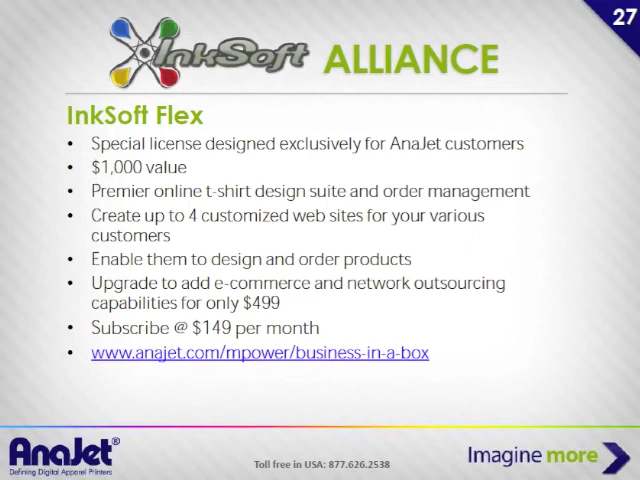 27
InkSoft ALLIANCE
InkSoft Flex
• Special license designed exclusively for AnaJet customers
• $1,000 value
• Premier online t-shirt design suite and order management
• Create up to 4 customized web sites for your various
customers
• Enable them to design and order products
• Upgrade to add e-commerce and network outsourcing
capabilities for only $499
• Subscribe @ $149 per month
• www.anajet.com/mpower/business-in-a-box
AnaJet®
Defining Digital Apparel Printers
Toll free in USA: 877.626.2538
Imagine more